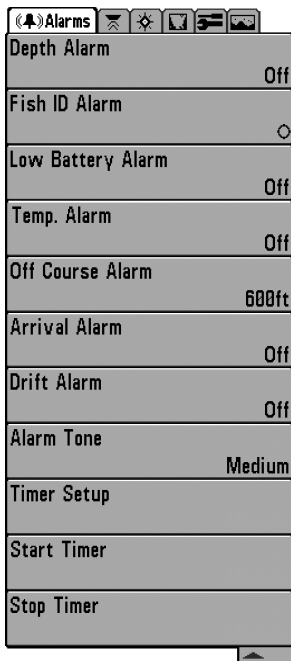 Alarms
Depth Alarm
Off
Fish ID Alarm
Low Battery Alarm
Off
Temp. Alarm
Off
Off Course Alarm
600ft
Arrival Alarm
Off
Drift Alarm
Off
Alarm Tone
Medium
Timer Setup
Start Timer
Stop Timer